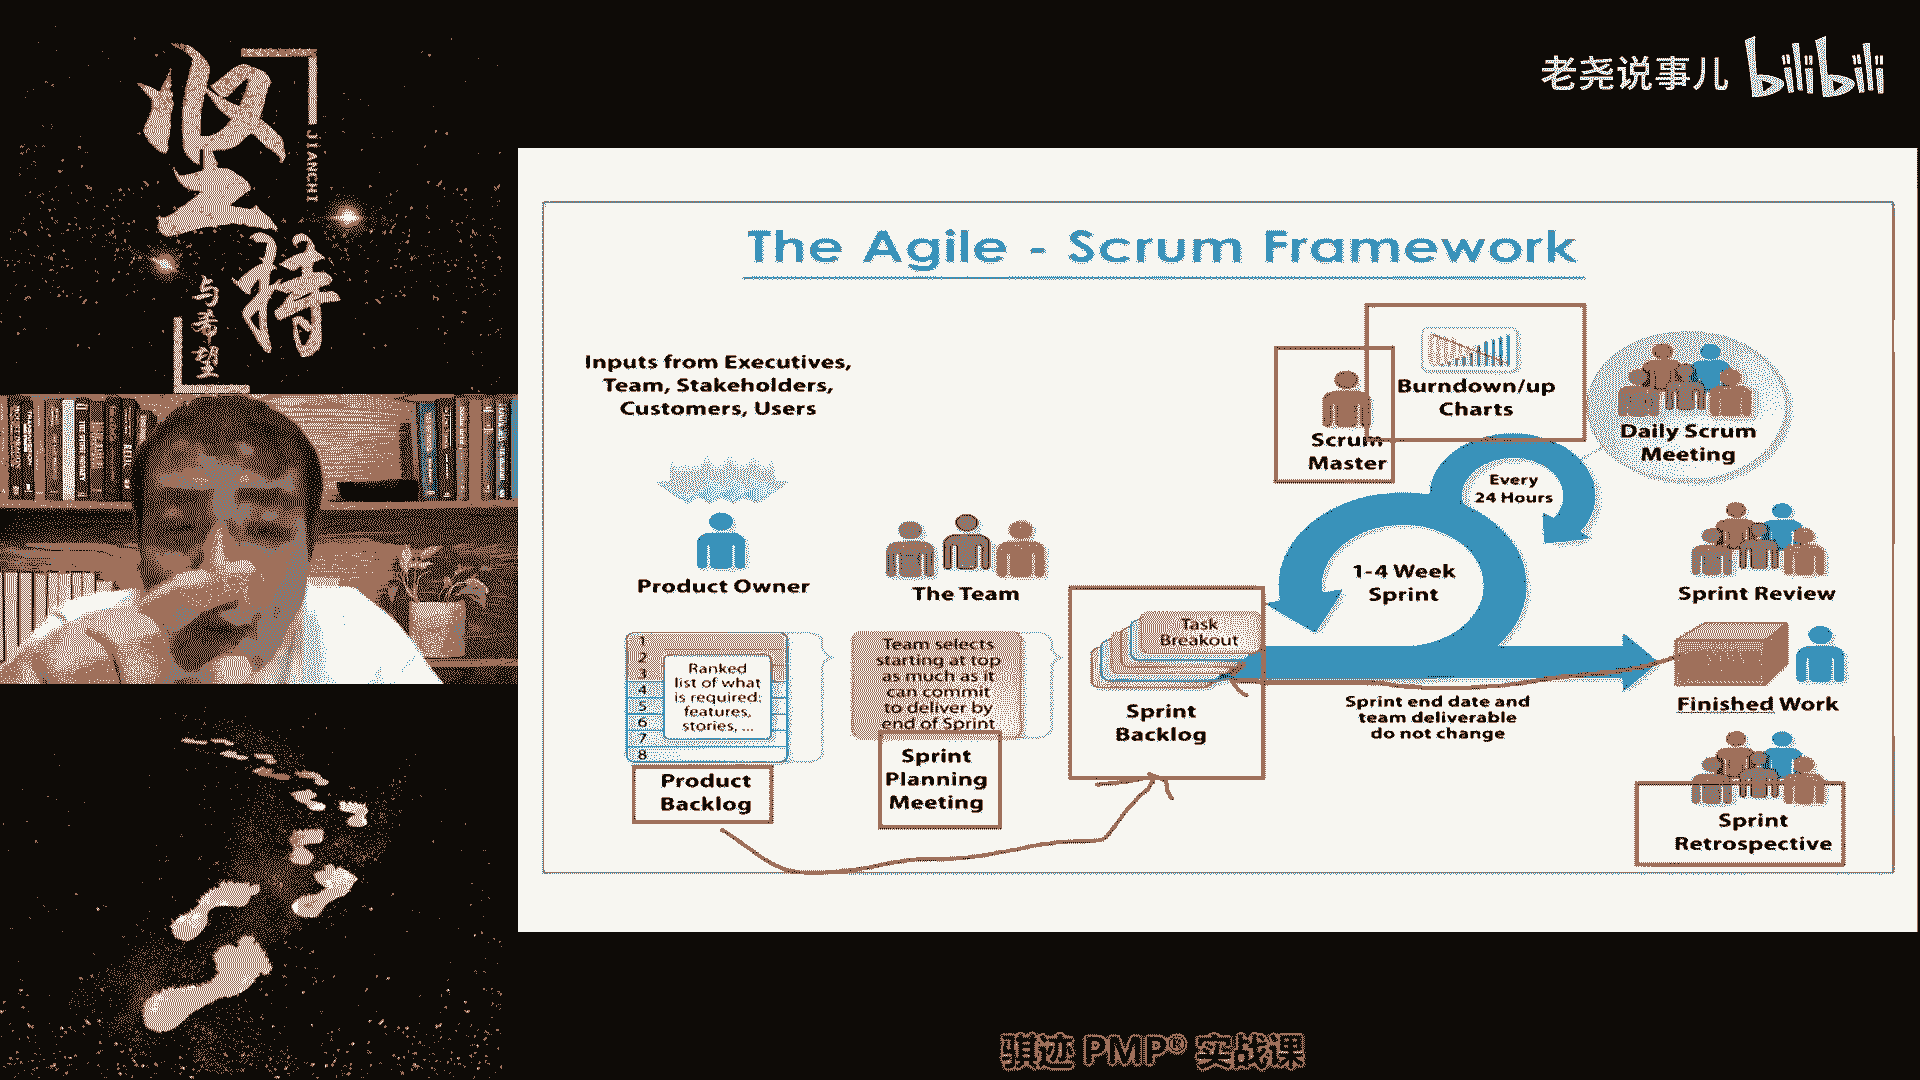 坚持
JIANCHI
与希望
老尧说事儿 bilibili
The Agile - Scrum Framework
Inputs from Executives,
Team, Stakeholders,
Customers, Users
Product Owner
The Team
1
2
3
4
5
6
7
8
Ranked
list of what
is required:
features,
stories, ...
Product
Backlog
Team selects
starting at top
as much as it
can commit
to deliver by
end of Sprint
Sprint
Planning
Meeting
Task
Breakout
Sprint
Backlog
Scrum
Master
Burndown/up
Charts
Every
24 Hours
1-4 Week
Sprint
Sprint end date and
team deliverable
do not change
Daily Scrum
Meeting
Sprint Review
Finished Work
Sprint
Retrospective
骐迹 PMP® 实战课